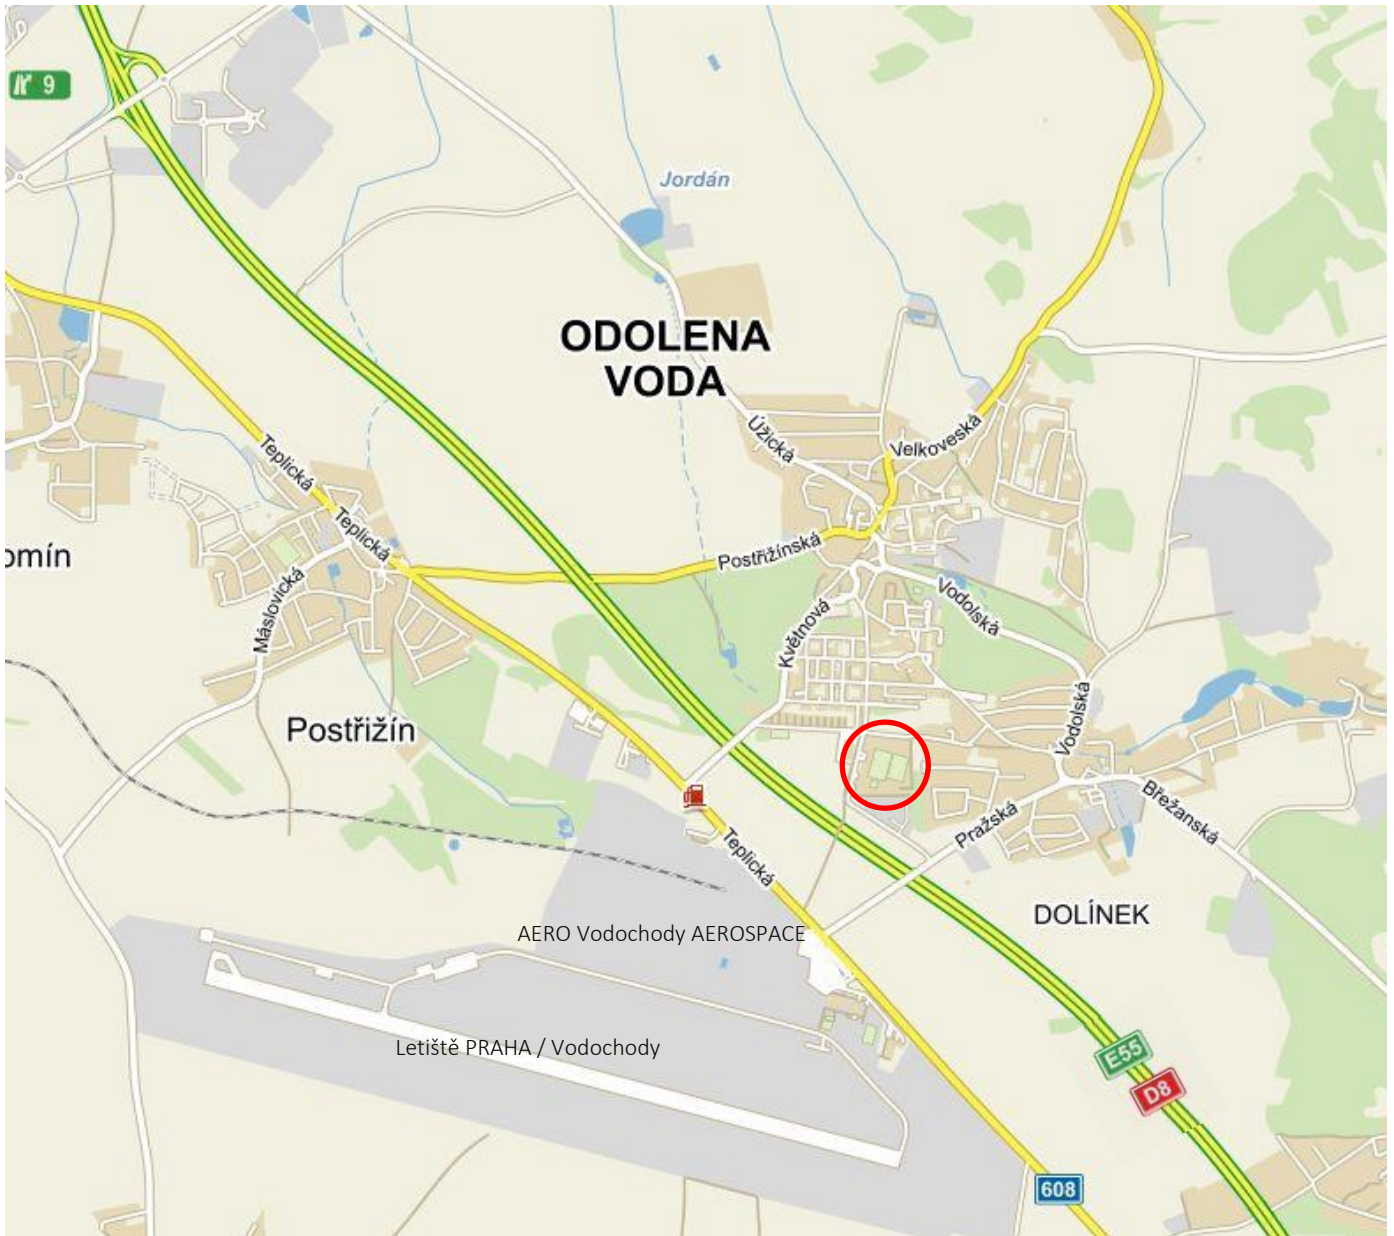 9
Jordán
ODOLENA
VODA
Úžická
Velkoveská
Teplická
Teplická
Postřižínská
omín
Máslovická
Květnová
Vodolská
Vodolská
Postřižín
Břežanská
Pražská
Teplická
DOLÍNEK
AERO Vodochody AEROSPACE
Letiště PRAHA / Vodochody
E55
D8
608